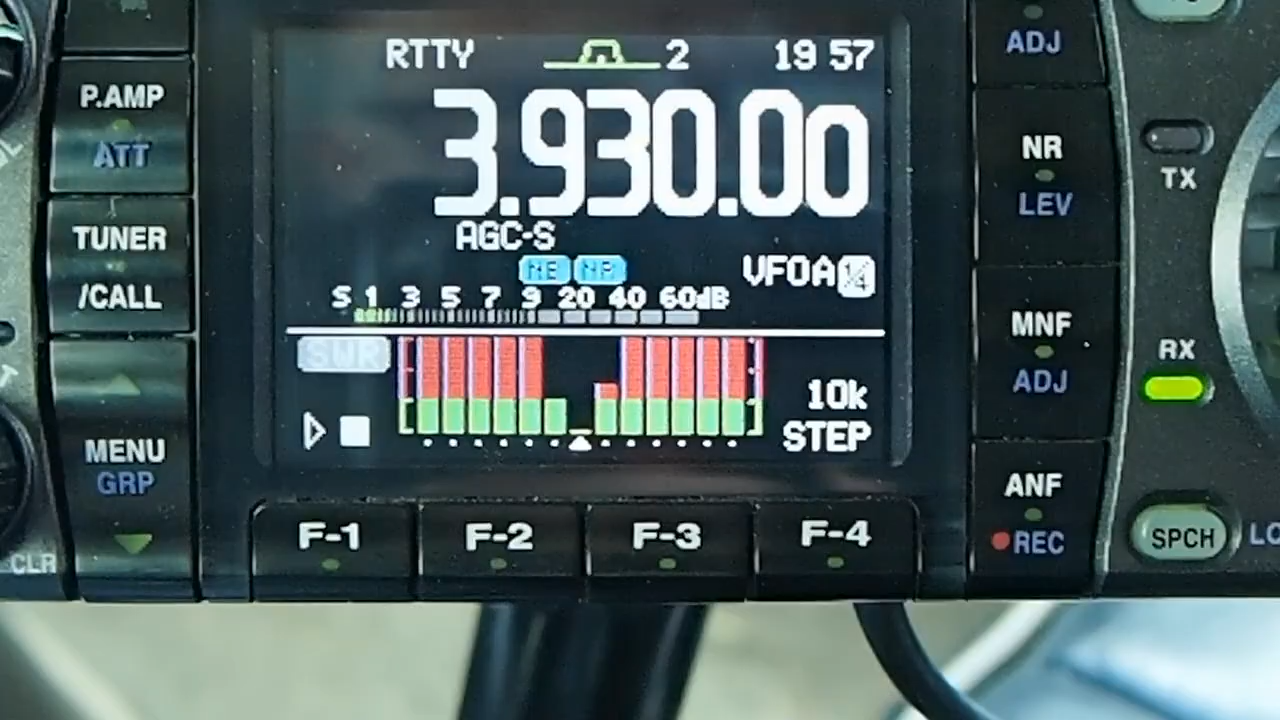 RTTY 2 19 57
3.930.00
AGC-S
NB NR VFOA 1/4
S 1 3 5 7 9 20 40 60dB
SWR
10k
STEP
P.AMP
ATT
TUNER
/CALL
MENU
GRP
CLR
F-1 F-2 F-3 F-4
ADJ
NR
LEV
MNF
ADJ
ANF
REC
TX
RX
SPCH